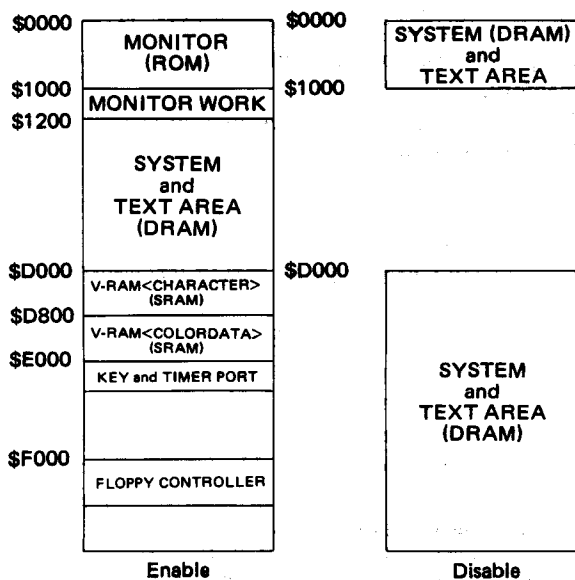 $0000
MONITOR
(ROM)
$1000
MONITOR WORK
$1200
SYSTEM
and
TEXT AREA
(DRAM)
$D000
V-RAM<CHARACTER>
(SRAM)
$D800
V-RAM<COLORDATA>
(SRAM)
$E000
KEY and TIMER PORT
$F000
FLOPPY CONTROLLER
Enable
$0000
SYSTEM (DRAM)
and
TEXT AREA
$1000
$D000
SYSTEM
and
TEXT AREA
(DRAM)
Disable